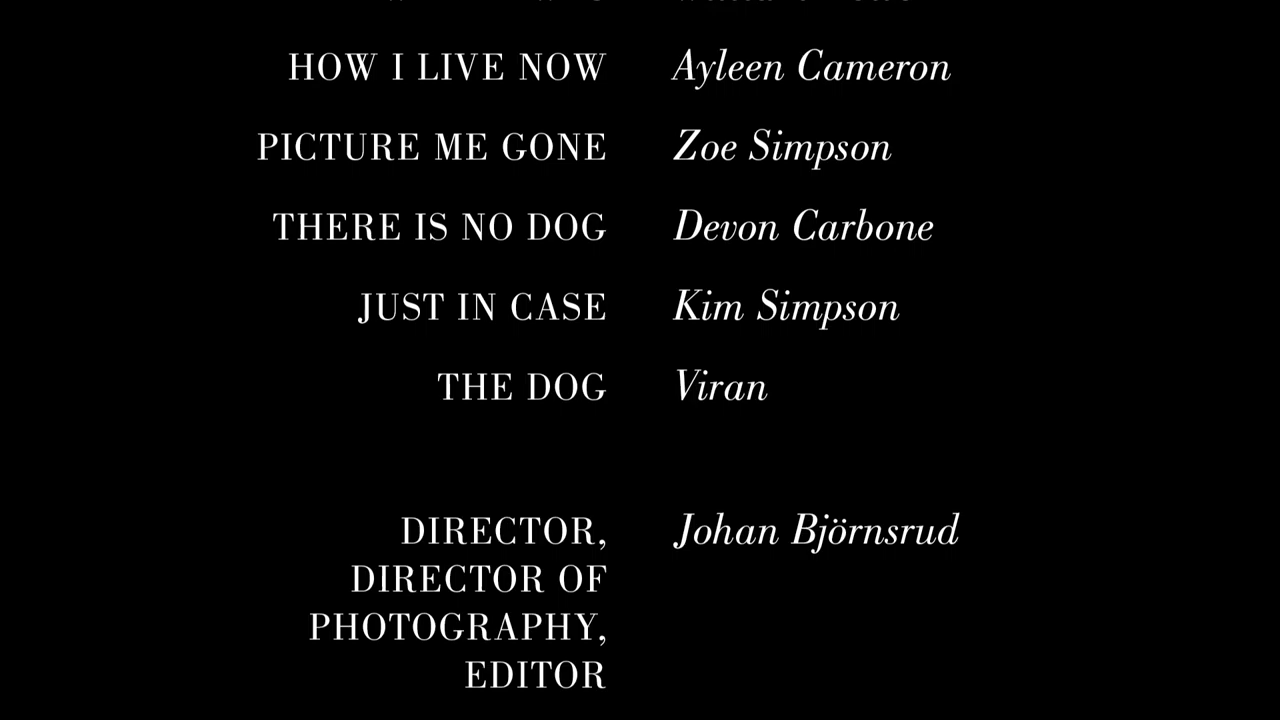 HOW I LIVE NOW Ayleen Cameron
PICTURE ME GONE Zoe Simpson
THERE IS NO DOG Devon Carbone
JUST IN CASE Kim Simpson
THE DOG Viran
DIRECTOR, Johan Björnsrud
DIRECTOR OF
PHOTOGRAPHY,
EDITOR